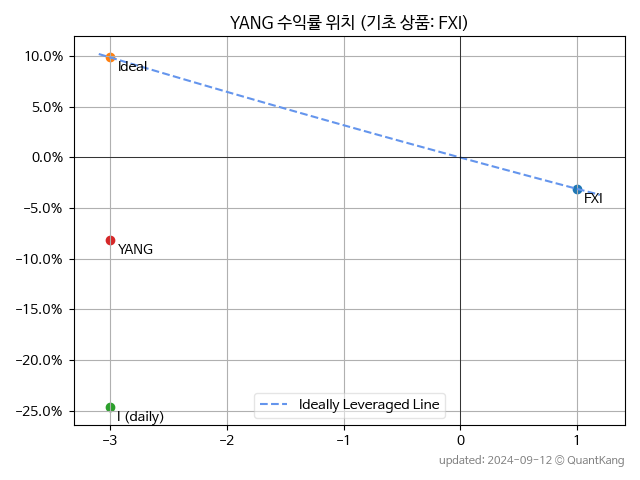 YANG 수익률 위치 (기초 상품: FXI)
10.0%
Ideal
5.0%
0.0%
FXI
−5.0%
YANG
−10.0%
−15.0%
−20.0%
−25.0%
I (daily)
Ideally Leveraged Line
−3
−2
−1
0
1
updated: 2024-09-12 © QuantKang